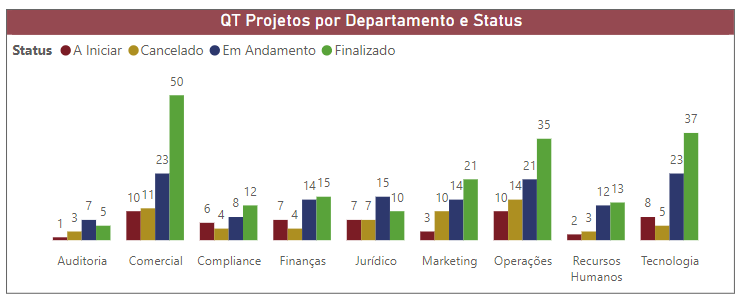 QT Projetos por Departamento e Status
Status A Iniciar Cancelado Em Andamento Finalizado
1 3 7 5
10 11 23 50
6 4 8 12
7 4 14 15
7 7 15 10
3 10 14 21
10 14 21 35
2 3 12 13
8 5 23 37
Auditoria Comercial Compliance Finanças Jurídico Marketing Operações Recursos Humanos Tecnologia